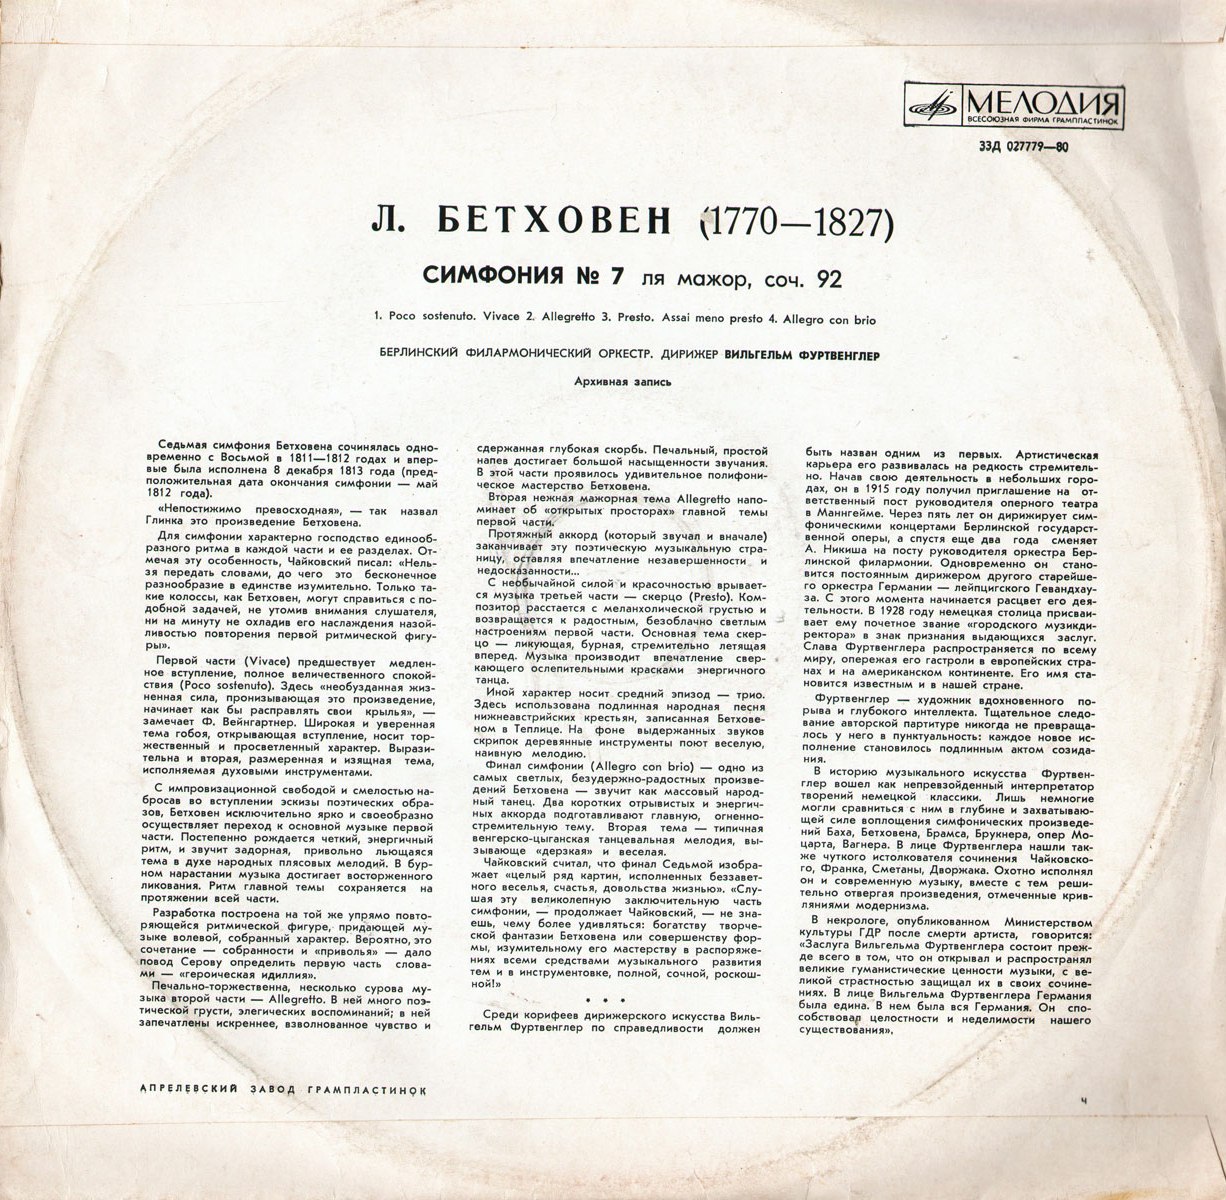 МЕЛОДИЯ
ВСЕСОЮЗНАЯ ФИРМА ГРАМПЛАСТИНОК
33Д 027779—80
Л. БЕТХОВЕН (1770—1827)
СИМФОНИЯ № 7 ля мажор, соч. 92
1. Poco sostenuto. Vivace 2. Allegretto 3. Presto. Assai meno presto 4. Allegro con brio
БЕРЛИНСКИЙ ФИЛАРМОНИЧЕСКИЙ ОРКЕСТР. ДИРИЖЕР ВИЛЬГЕЛЬМ ФУРТВЕНГЛЕР
Архивная запись
Седьмая симфония Бетховена сочинялась одно-
временно с Восьмой в 1811—1812 годах и впер-
вые была исполнена 8 декабря 1813 года (пред-
положительная дата окончания симфонии — май
1812 года).
«Непостижимо превосходная», — так назвал
Глинка это произведение Бетховена.
Для симфонии характерно господство единооб-
разного ритма в каждой части и ее разделах. От-
мечая эту особенность, Чайковский писал: «Нель-
зя передать словами, до чего это бесконечное
разнообразие в единстве изумительно. Только та-
кие колоссы, как Бетховен, могут справиться с по-
добной задачей, не утомив внимания слушателя,
ни на минуту не охладив его наслаждения назой-
ливостью повторения первой ритмической фигу-
ры».
Первой части (Vivace) предшествует медлен-
ное вступление, полное величественного спокой-
ствия (Poco sostenuto). Здесь «необузданная жиз-
ненная сила, пронизывающая это произведение,
начинает как бы расправлять свои крылья», —
замечает Ф. Вейнгартнер. Широкая и уверенная
тема гобоя, открывающая вступление, носит тор-
жественный и просветленный характер. Вырази-
тельна и вторая, размеренная и изящная тема,
исполняемая духовыми инструментами.
С импровизационной свободой и смелостью на-
бросав во вступлении эскизы поэтических обра-
зов, Бетховен исключительно ярко и своеобразно
осуществляет переход к основной музыке первой
части. Постепенно рождается четкий, энергичный
ритм, и звучит задорная, привольно льющаяся
тема в духе народных плясовых мелодий. В бур-
ном нарастании музыка достигает восторженного
ликования. Ритм главной темы сохраняется на
протяжении всей части.
Разработка построена на той же упрямо повто-
ряющейся ритмической фигуре, придающей му-
зыке волевой, собранный характер. Вероятно, это
сочетание — собранности и «приволья» — дало
повод Серову определить первую часть слова-
ми — «героическая идиллия».
Печально-торжественна, несколько сурова му-
зыка второй части — Allegretto. В ней много поэ-
тической грусти, элегических воспоминаний; в ней
запечатлены искреннее, взволнованное чувство и
сдержанная глубокая скорбь. Печальный, простой
напев достигает большой насыщенности звучания.
В этой части проявилось удивительное полифони-
ческое мастерство Бетховена.
Вторая нежная мажорная тема Allegretto напо-
минает об «открытых просторах» главной темы
первой части.
Протяжный аккорд (который звучал и вначале)
заканчивает эту поэтическую музыкальную стра-
ницу, оставляя впечатление незавершенности и
недосказанности...
С необычайной силой и красочностью врывает-
ся музыка третьей части — скерцо (Presto). Ком-
позитор расстается с меланхолической грустью и
возвращается к радостным, безоблачно светлым
настроениям первой части. Основная тема скер-
цо — ликующая, бурная, стремительно летящая
вперед. Музыка производит впечатление свер-
кающего ослепительными красками энергичного
танца.
Иной характер носит средний эпизод — трио.
Здесь использована подлинная народная песня
нижнеавстрийских крестьян, записанная Бетхове-
ном в Теплице. На фоне выдержанных звуков
скрипок деревянные инструменты поют веселую,
наивную мелодию.
Финал симфонии (Allegro con brio) — одно из
самых светлых, безудержно-радостных произве-
дений Бетховена — звучит как массовый народ-
ный танец. Два коротких отрывистых и энергич-
ных аккорда подготавливают главную, огненно-
стремительную тему. Вторая тема — типичная
венгерско-цыганская танцевальная мелодия, вы-
зывающе «дерзкая» и веселая.
Чайковский считал, что финал Седьмой изобра-
жает «целый ряд картин, исполненных беззавет-
ного веселья, счастья, довольства жизнью». «Слу-
шая эту великолепную заключительную часть
симфонии, — продолжает Чайковский, — не зна-
ешь, чему более удивляться: богатству творче-
ской фантазии Бетховена или совершенству фор-
мы, изумительному его мастерству в распоряже-
ниях всеми средствами музыкального развития
тем и в инструментовке, полной, сочной, роскош-
ной!»
* * *
Среди корифеев дирижерского искусства Виль-
гельм Фуртвенглер по справедливости должен
быть назван одним из первых. Артистическая
карьера его развивалась на редкость стремитель-
но. Начав свою деятельность в небольших горо-
дах, он в 1915 году получил приглашение на от-
ветственный пост руководителя оперного театра
в Маннгейме. Через пять лет он дирижирует сим-
фоническими концертами Берлинской государст-
венной оперы, а спустя еще два года сменяет
А. Никиша на посту руководителя оркестра Бер-
линской филармонии. Одновременно он стано-
вится постоянным дирижером другого старейше-
го оркестра Германии — лейпцигского Гевандхау-
за. С этого момента начинается расцвет его дея-
тельности. В 1928 году немецкая столица присваи-
вает ему почетное звание «городского музикди-
ректора» в знак признания выдающихся заслуг.
Слава Фуртвенглера распространяется по всему
миру, опережая его гастроли в европейских стра-
нах и на американском континенте. Его имя ста-
новится известным и в нашей стране.
Фуртвенглер — художник вдохновенного по-
рыва и глубокого интеллекта. Тщательное следо-
вание авторской партитуре никогда не превраща-
лось у него в пунктуальность: каждое новое ис-
полнение становилось подлинным актом созида-
ния.
В историю музыкального искусства Фуртвен-
глер вошел как непревзойденный интерпретатор
творений немецкой классики. Лишь немногие
могли сравниться с ним в глубине и захватываю-
щей силе воплощения симфонических произведе-
ний Баха, Бетховена, Брамса, Брукнера, опер Мо-
царта, Вагнера. В лице Фуртвенглера нашли так-
же чуткого истолкователя сочинения Чайковско-
го, Франка, Сметаны, Дворжака. Охотно исполнял
он и современную музыку, вместе с тем реши-
тельно отвергая произведения, отмеченные крив-
ляниями модернизма.
В некрологе, опубликованном Министерством
культуры ГДР после смерти артиста, говорится:
«Заслуга Вильгельма Фуртвенглера состоит преж-
де всего в том, что он открывал и распространял
великие гуманистические ценности музыки, с ве-
ликой страстностью защищал их в своих сочине-
ниях. В лице Вильгельма Фуртвенглера Германия
была едина. В нем была вся Германия. Он спо-
собствовал целостности и неделимости нашего
существования».
АПРЕЛЕВСКИЙ ЗАВОД ГРАМПЛАСТИНОК
Ч